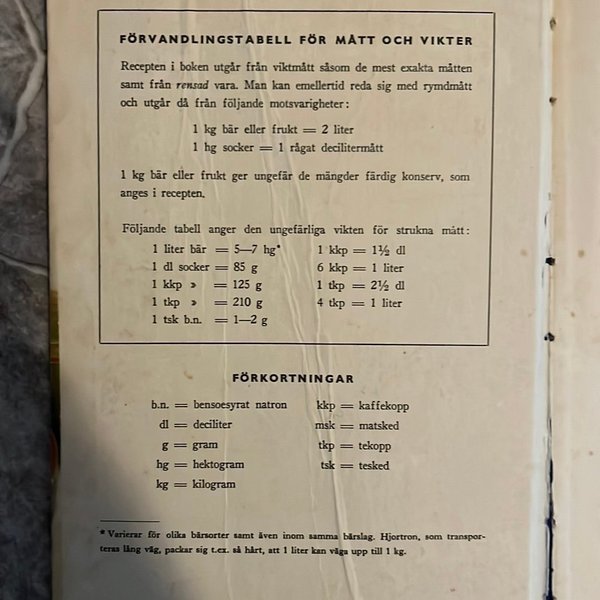 FÖRVANDLINGSTABELL FÖR MÅTT OCH VIKTER
Recepten i boken utgår från viktmått såsom de mest exakta måtten
samt från rensad vara. Man kan emellertid reda sig med rymdmått
och utgår då från följande motsvarigheter:
1 kg bär eller frukt = 2 liter
1 hg socker = 1 rågat decilitermått
1 kg bär eller frukt ger ungefär de mängder färdig konserv, som
anges i recepten.
Följande tabell anger den ungefärliga vikten för strukna mått:
1 liter bär = 5—7 hg* 1 kkp = 1½ dl
1 dl socker = 85 g 6 kkp = 1 liter
1 kkp » = 125 g 1 tkp = 2½ dl
1 tkp » = 210 g 4 tkp = 1 liter
1 tsk b.n. = 1—2 g
FÖRKORTNINGAR
b.n. = bensoesyrat natron kkp = kaffekopp
dl = deciliter msk = matsked
g = gram tkp = tekopp
hg = hektogram tsk = tesked
kg = kilogram
* Varierar för olika bärsorter samt även inom samma bärslag. Hjortron, som transpor-
teras lång väg, packar sig t.ex. så hårt, att 1 liter kan väga upp till 1 kg.